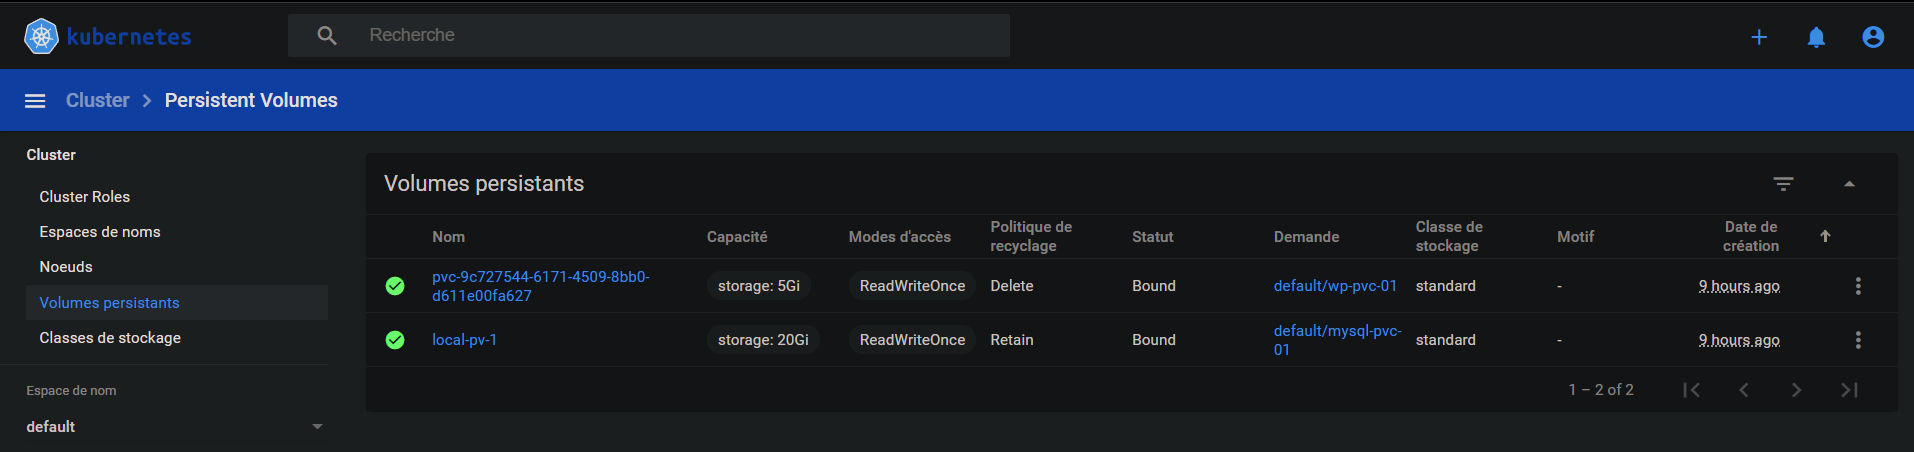 kubernetes
Recherche
Cluster > Persistent Volumes
Cluster
Cluster Roles
Espaces de noms
Noeuds
Volumes persistants
Classes de stockage
Espace de nom
default
Volumes persistants
Nom
Capacité
Modes d'accès
Politique de
recyclage
Statut
Demande
Classe de
stockage
Motif
Date de
création
pvc-9c727544-6171-4509-8bb0-
d611e00fa627
storage: 5Gi
ReadWriteOnce
Delete
Bound
default/wp-pvc-01
standard
-
9 hours ago
local-pv-1
storage: 20Gi
ReadWriteOnce
Retain
Bound
default/mysql-pvc-
01
standard
-
9 hours ago
1 – 2 of 2